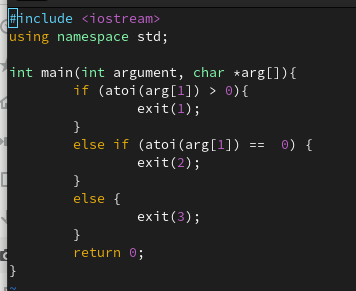 #include <iostream>
using namespace std;

int main(int argument, char *arg[]){
        if (atoi(arg[1]) > 0){
                exit(1);
        }
        else if (atoi(arg[1]) ==  0) {
                exit(2);
        }
        else {
                exit(3);
        }
        return 0;
}
~